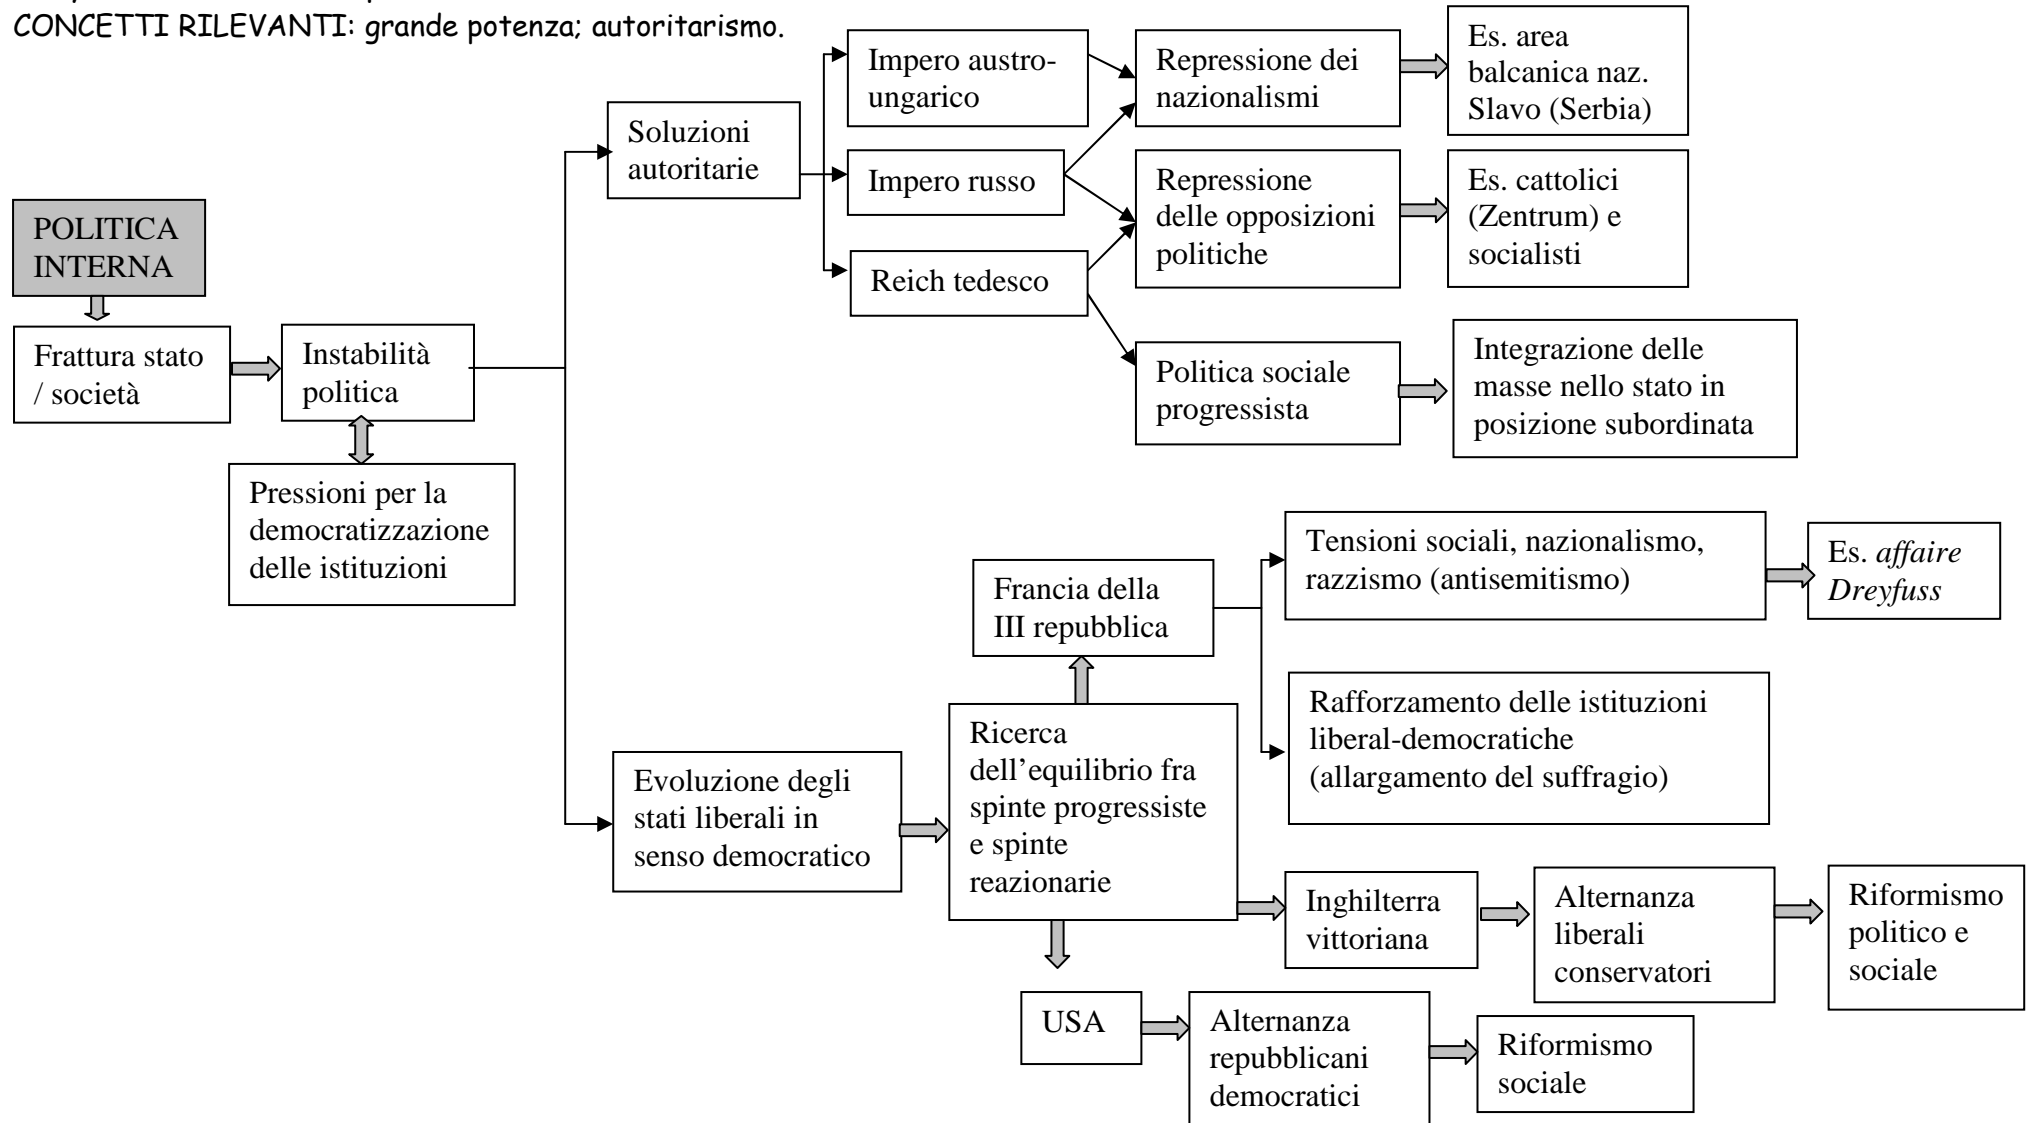 CONCETTI RILEVANTI: grande potenza; autoritarismo.
POLITICA
INTERNA
Frattura stato
/ società
Instabilità
politica
Pressioni per la
democratizzazione
delle istituzioni
Soluzioni
autoritarie
Impero austro-
ungarico
Impero russo
Reich tedesco
Repressione dei
nazionalismi
Es. area
balcanica naz.
Slavo (Serbia)
Repressione
delle opposizioni
politiche
Es. cattolici
(Zentrum) e
socialisti
Politica sociale
progressista
Integrazione delle
masse nello stato in
posizione subordinata
Evoluzione degli
stati liberali in
senso democratico
Ricerca
dell’equilibrio fra
spinte progressiste
e spinte
reazionarie
Francia della
III repubblica
Tensioni sociali, nazionalismo,
razzismo (antisemitismo)
Es. affaire
Dreyfuss
Rafforzamento delle istituzioni
liberal-democratiche
(allargamento del suffragio)
Inghilterra
vittoriana
Alternanza
liberali
conservatori
Riformismo
politico e
sociale
USA
Alternanza
repubblicani
democratici
Riformismo
sociale